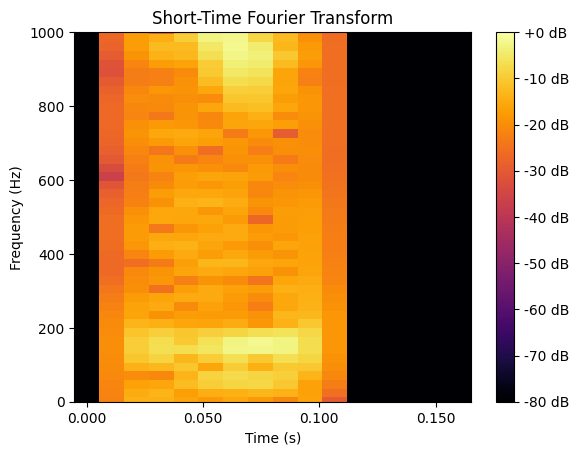 Short-Time Fourier Transform
1000
800
600
400
200
0
Frequency (Hz)
0.000
0.050
0.100
0.150
Time (s)
+0 dB
-10 dB
-20 dB
-30 dB
-40 dB
-50 dB
-60 dB
-70 dB
-80 dB